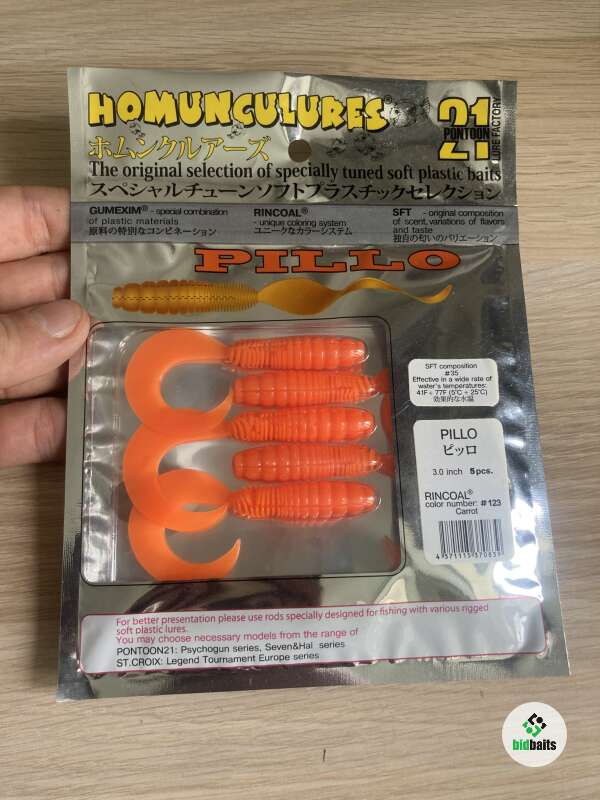 HOMUNCULURES®
ホムンクルアーズ
21
PONTOON
LURE FACTORY
The original selection of specially tuned soft plastic baits
スペシャルチューンソフトプラスチックセレクション
GUMEXIM® - special combination
of plastic materials
原料の特別なコンビネーション
RINCOAL®
- unique coloring system
ユニークなカラーシステム
SFT - original composition
of scent, variations of flavors
and taste
独自の匂いのバリエーション
PILLO
SFT composition
#35
Effective in a wide rate of
water's temperatures:
41F ÷ 77F (5°C ÷ 25°C)
効果的な水温
PILLO
ピッロ
3.0 inch 5pcs.
RINCOAL®
color number: #123
Carrot
4 571115 370859
For better presentation please use rods specially designed for fishing with various rigged
soft plastic lures.
You may choose necessary models from the range of
PONTOON21: Psychogun series, Seven&Hal series
ST.CROIX: Legend Tournament Europe series
bidbaits